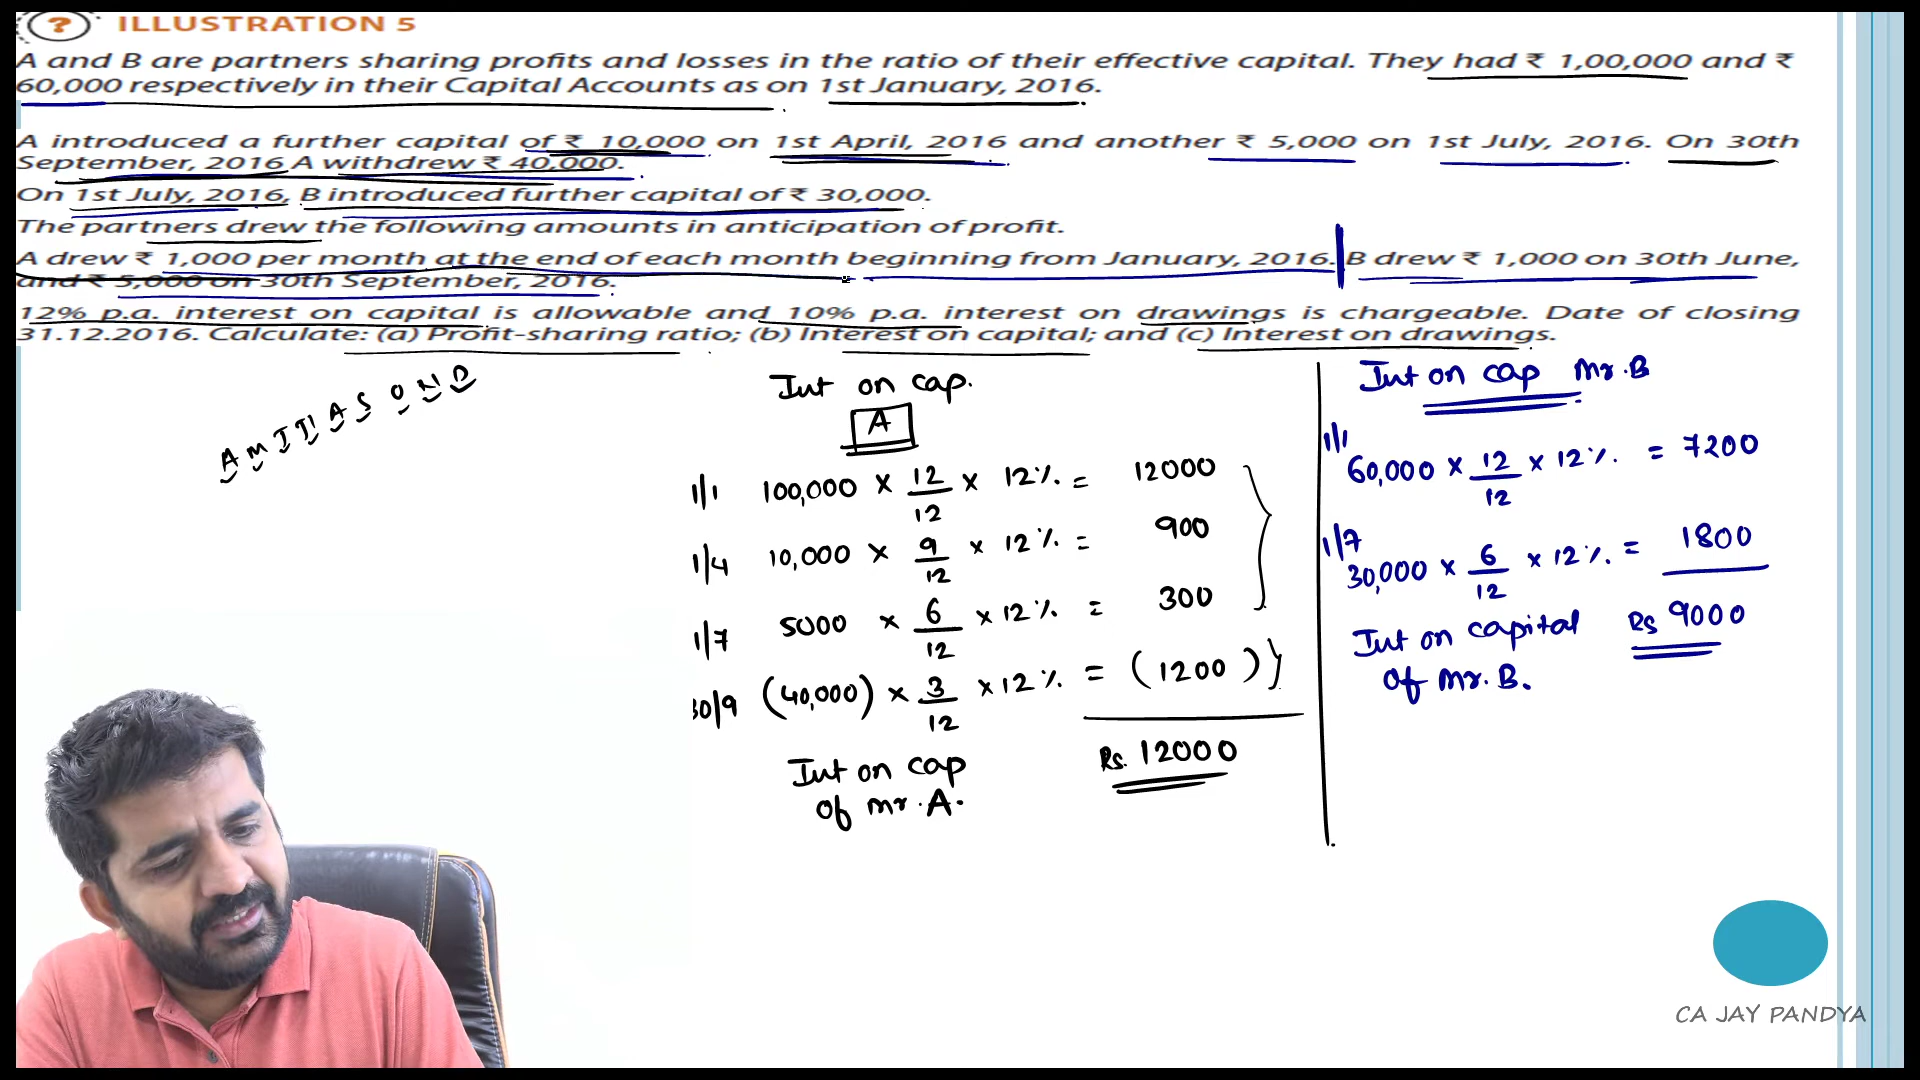 ?
ILLUSTRATION 5
A and B are partners sharing profits and losses in the ratio of their effective capital. They had ₹ 1,00,000 and ₹
60,000 respectively in their Capital Accounts as on 1st January, 2016.
A introduced a further capital of ₹ 10,000 on 1st April, 2016 and another ₹ 5,000 on 1st July, 2016. On 30th
September, 2016 A withdrew ₹ 40,000.
On 1st July, 2016, B introduced further capital of ₹ 30,000.
The partners drew the following amounts in anticipation of profit.
A drew ₹ 1,000 per month at the end of each month beginning from January, 2016. B drew ₹ 1,000 on 30th June,
and ₹ 5,000 on 30th September, 2016.
12% p.a. interest on capital is allowable and 10% p.a. interest on drawings is chargeable. Date of closing
31.12.2016. Calculate: (a) Profit-sharing ratio; (b) Interest on capital; and (c) Interest on drawings.
A M J J A S O N D
Int on cap.
A
1/1 100,000 × 12/12 × 12% = 12000
1/4 10,000 × 9/12 × 12% = 900
1/7 5000 × 6/12 × 12% = 300
30/9 (40,000) × 3/12 × 12% = (1200)
Int on cap Rs. 12000
of Mr. A.
Int on cap Mr. B
1/1
60,000 × 12/12 × 12% = 7200
1/7
30,000 × 6/12 × 12% = 1800
Int on capital Rs 9000
of Mr. B.
CA JAY PANDYA